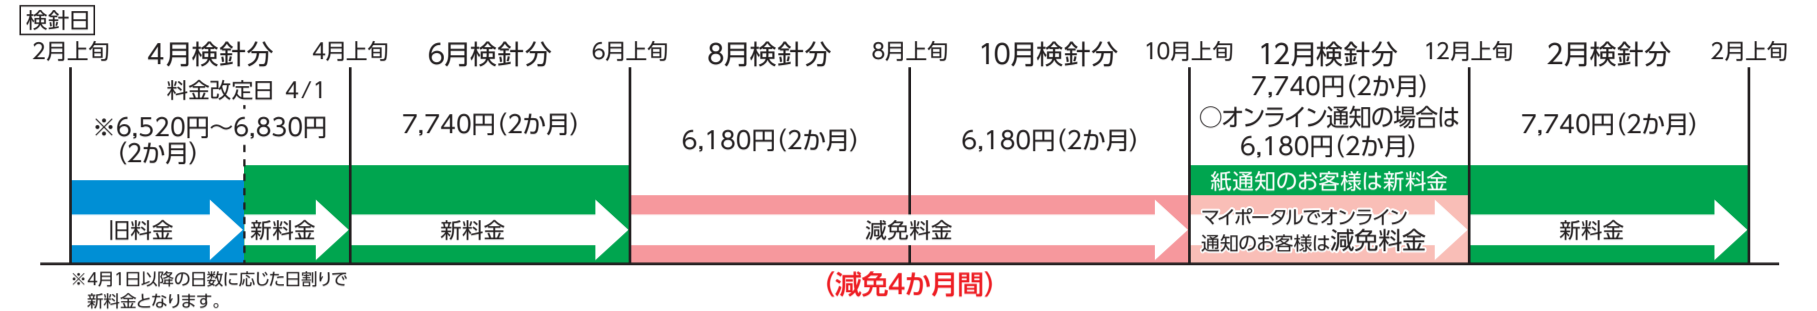 検針日
2月上旬 4月検針分 4月上旬 6月検針分 6月上旬 8月検針分 8月上旬 10月検針分 10月上旬 12月検針分 12月上旬 2月検針分 2月上旬
料金改定日 4/1
※6,520円～6,830円
(2か月)
7,740円(2か月)
6,180円(2か月)
6,180円(2か月)
7,740円(2か月)
○オンライン通知の場合は
6,180円(2か月)
7,740円(2か月)
紙通知のお客様は新料金
旧料金
新料金
新料金
減免料金
マイポータルでオンライン
通知のお客様は減免料金
新料金
※4月1日以降の日数に応じた日割りで
新料金となります。
(減免4か月間)